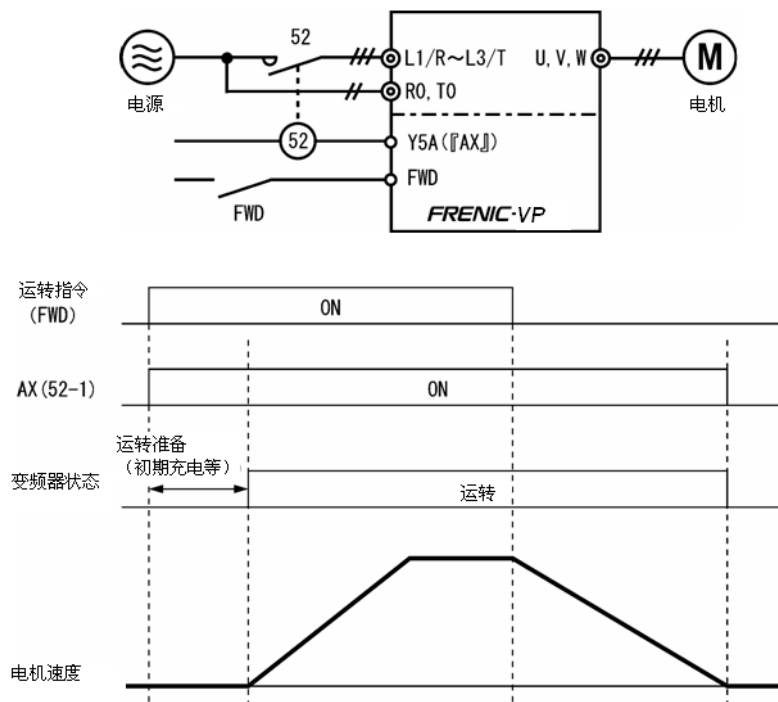 52
L1/R～L3/T
U, V, W
M
电源
R0, T0
电机
52
Y5A(『AX』)
FWD
FWD
FRENIC-VP
运转指令
(FWD)
ON
AX(52-1)
ON
运转准备
(初期充电等)
变频器状态
运转
电机速度